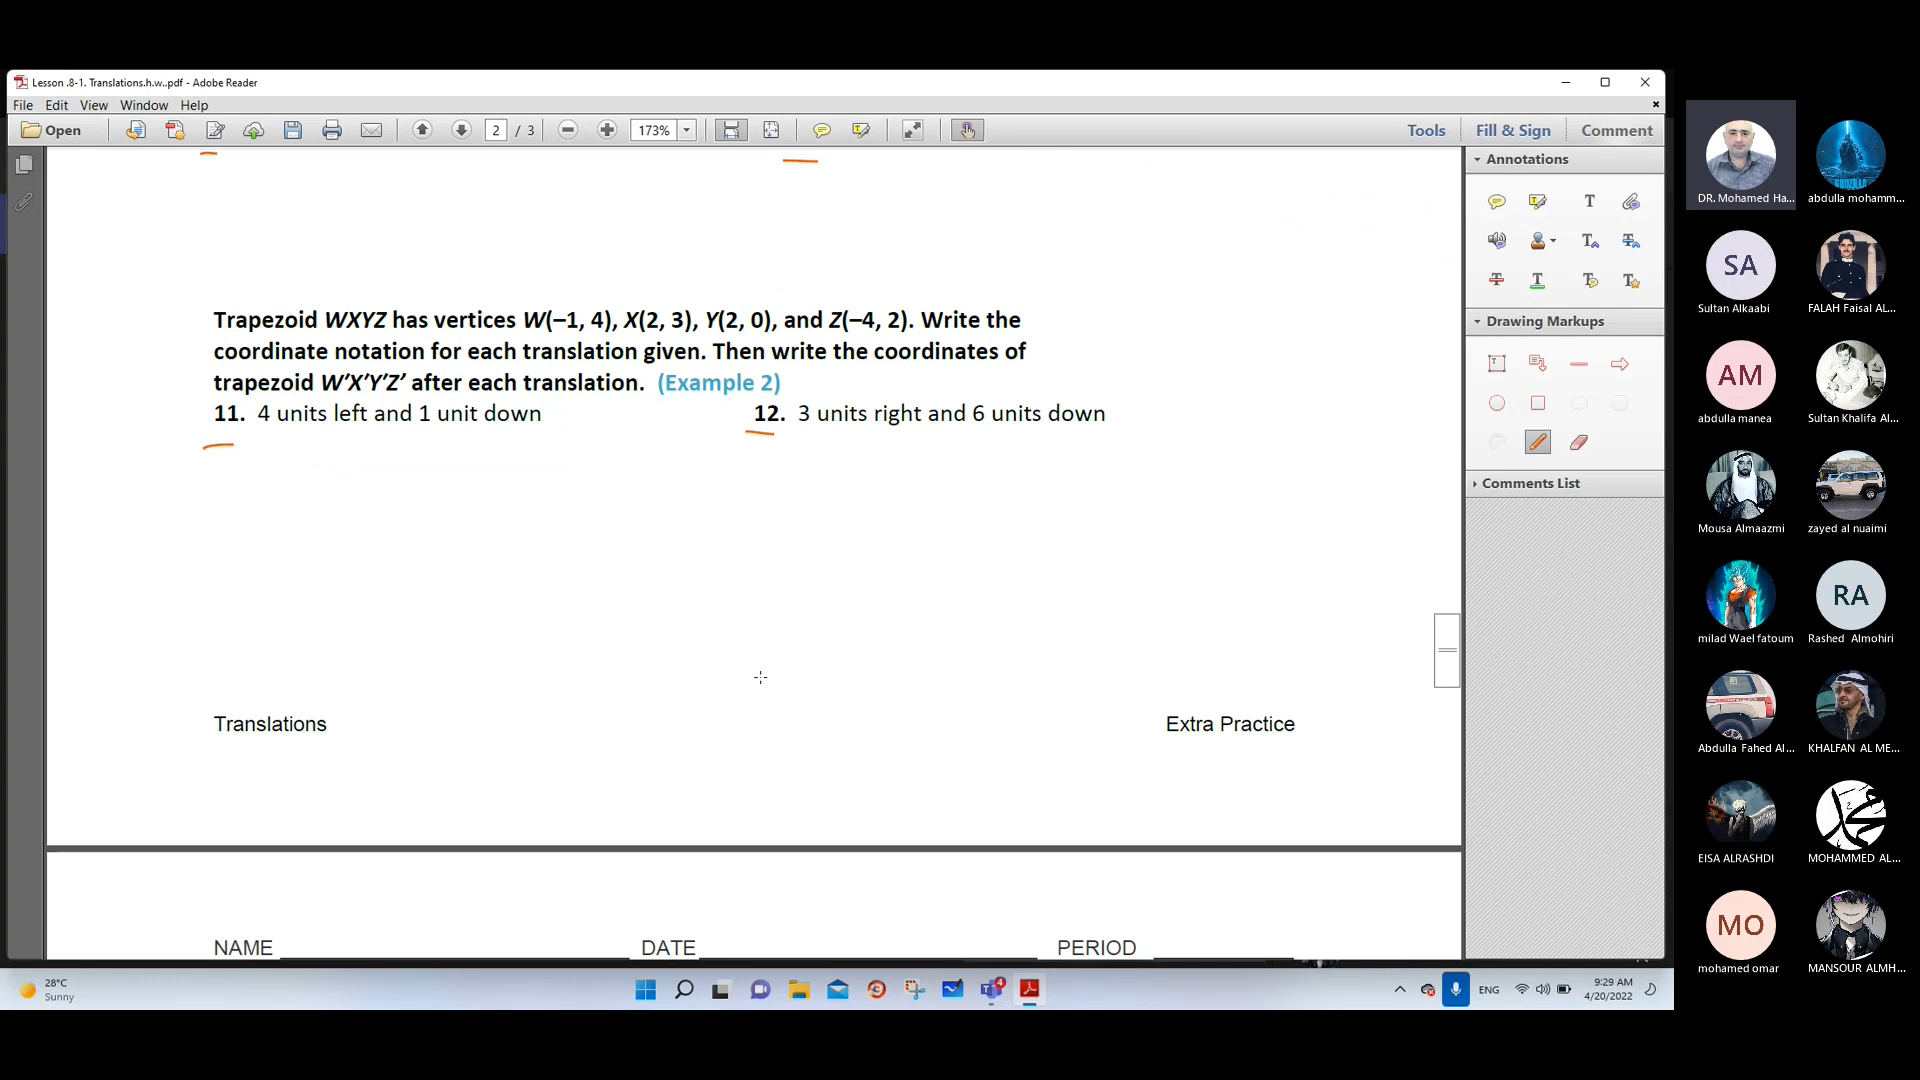 Lesson .8-1. Translations.h.w..pdf - Adobe Reader
File Edit View Window Help
Open 2 / 3 173% Tools Fill & Sign Comment
Annotations
Drawing Markups
Comments List
Trapezoid WXYZ has vertices W(−1, 4), X(2, 3), Y(2, 0), and Z(−4, 2). Write the
coordinate notation for each translation given. Then write the coordinates of
trapezoid W′X′Y′Z′ after each translation. (Example 2)
11. 4 units left and 1 unit down 12. 3 units right and 6 units down
Translations Extra Practice
NAME DATE PERIOD
DR. Mohamed Ha... abdulla mohamm...
SA
Sultan Alkaabi FALAH Faisal AL...
AM
abdulla manea Sultan Khalifa Al...
Mousa Almaazmi zayed al nuaimi
RA
milad Wael fatoum Rashed Almohiri
Abdulla Fahed Al... KHALFAN AL ME...
EISA ALRASHDI MOHAMMED AL...
MO
mohamed omar MANSOUR ALMH...
28°C
Sunny
4
ENG
9:29 AM
4/20/2022